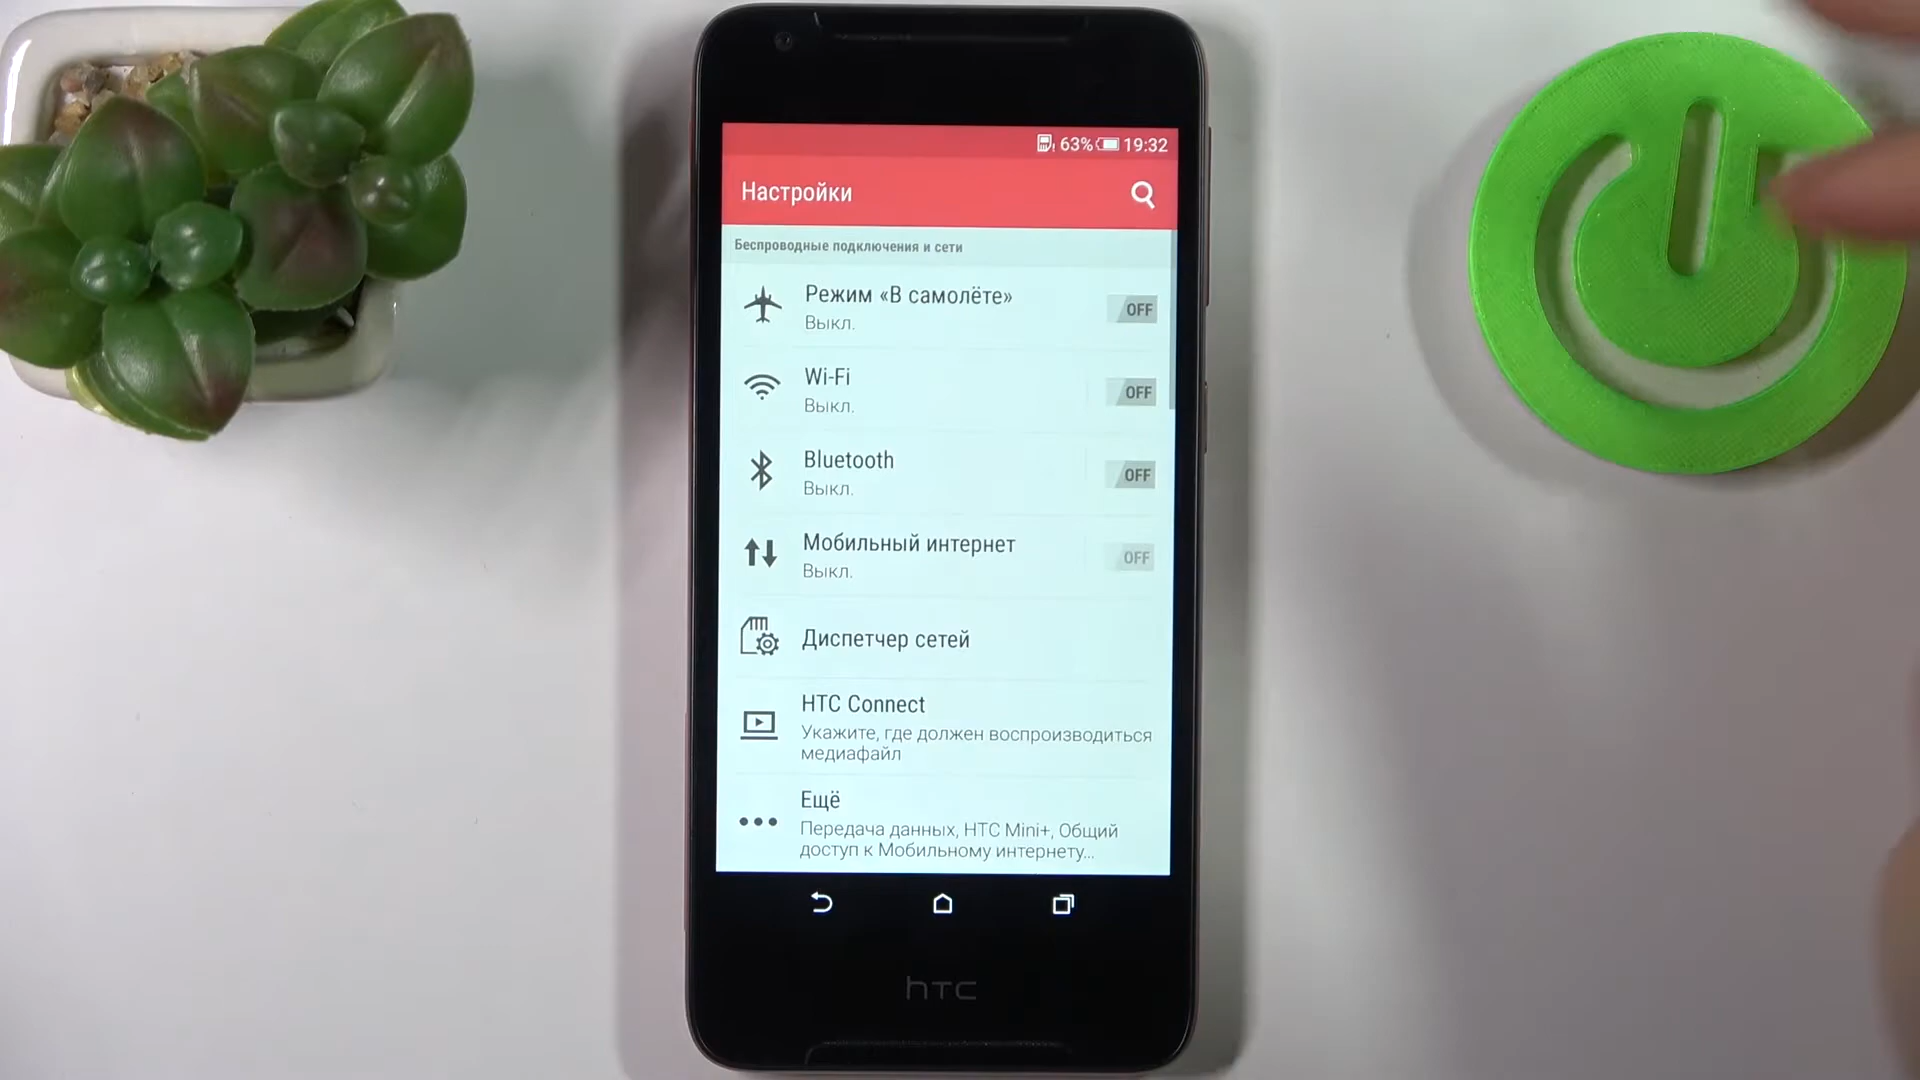 63% 19:32
Настройки
Беспроводные подключения и сети
Режим «В самолёте»
Выкл.
OFF
Wi-Fi
Выкл.
OFF
Bluetooth
Выкл.
OFF
Мобильный интернет
Выкл.
OFF
Диспетчер сетей
HTC Connect
Укажите, где должен воспроизводиться
медиафайл
Ещё
Передача данных, HTC Mini+, Общий
доступ к Мобильному интернету...
hTC